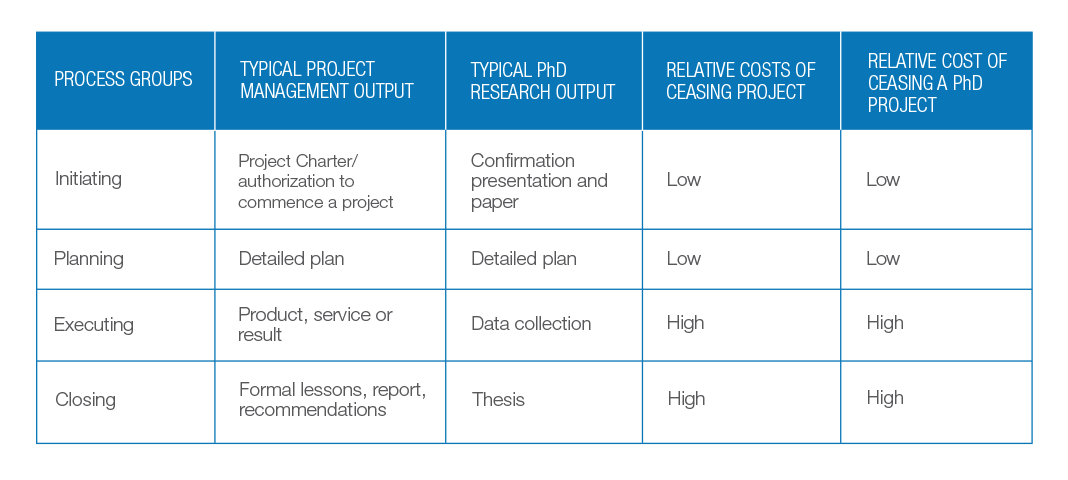 PROCESS GROUPS
TYPICAL PROJECT
MANAGEMENT OUTPUT
TYPICAL PhD
RESEARCH OUTPUT
RELATIVE COSTS OF
CEASING PROJECT
RELATIVE COST OF
CEASING A PhD
PROJECT
Initiating
Project Charter/
authorization to
commence a project
Confirmation
presentation and
paper
Low
Low
Planning
Detailed plan
Detailed plan
Low
Low
Executing
Product, service or
result
Data collection
High
High
Closing
Formal lessons, report,
recommendations
Thesis
High
High